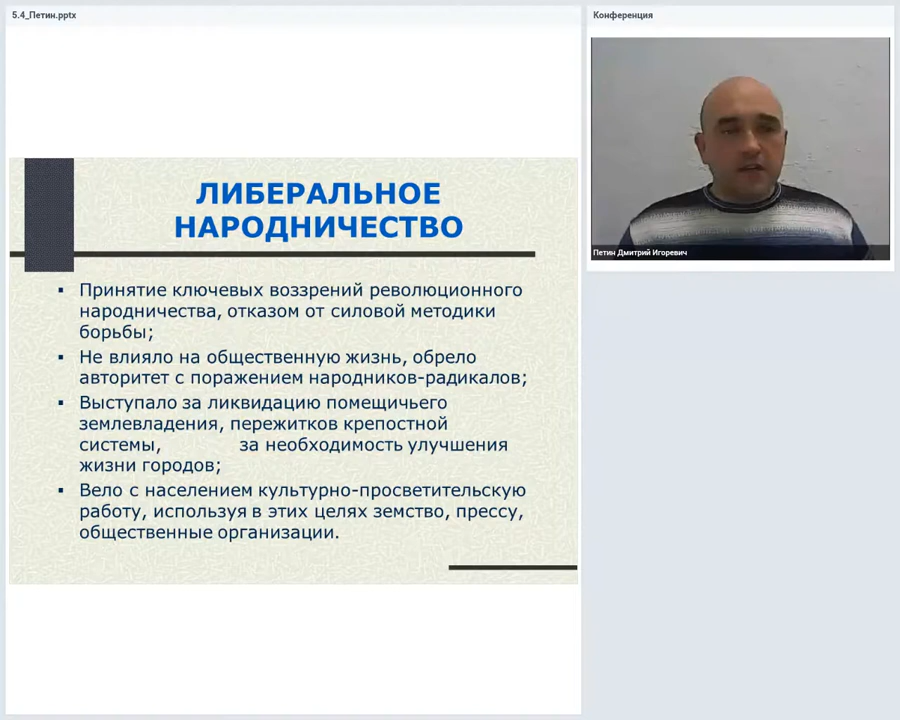 5.4_Петин.pptx
Конференция
ЛИБЕРАЛЬНОЕ
НАРОДНИЧЕСТВО
▪ Принятие ключевых воззрений революционного
народничества, отказом от силовой методики
борьбы;
▪ Не влияло на общественную жизнь, обрело
авторитет с поражением народников-радикалов;
▪ Выступало за ликвидацию помещичьего
землевладения, пережитков крепостной
системы, за необходимость улучшения
жизни городов;
▪ Вело с населением культурно-просветительскую
работу, используя в этих целях земство, прессу,
общественные организации.
Петин Дмитрий Игоревич